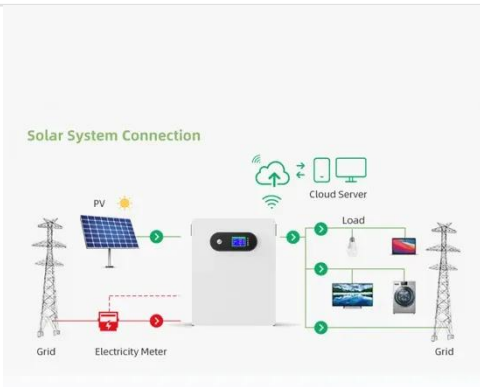 Solar System Connection
Cloud Server
PV
Load
Grid
Electricity Meter
Grid